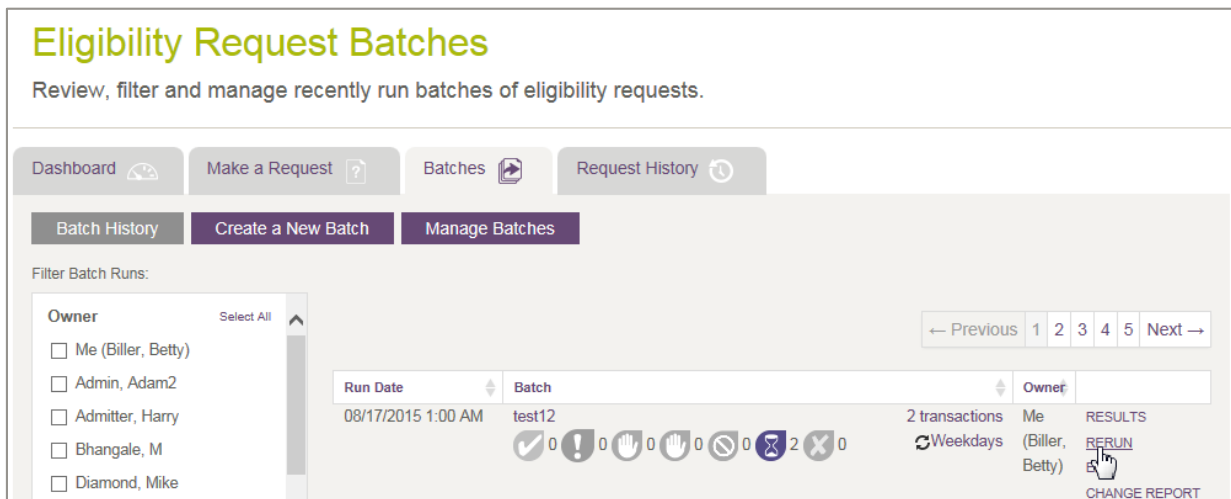 Eligibility Request Batches
Review, filter and manage recently run batches of eligibility requests.
Dashboard Make a Request ? Batches Request History
Batch History Create a New Batch Manage Batches
Filter Batch Runs:
Owner Select All
Me (Biller, Betty)
Admin, Adam2
Admitter, Harry
Bhangale, M
Diamond, Mike
← Previous 1 2 3 4 5 Next →
Run Date Batch Owner
08/17/2015 1:00 AM test12 2 transactions Me RESULTS
0 ! 0 0 0 0 2 0 Weekdays (Biller, RERUN
Betty)
CHANGE REPORT